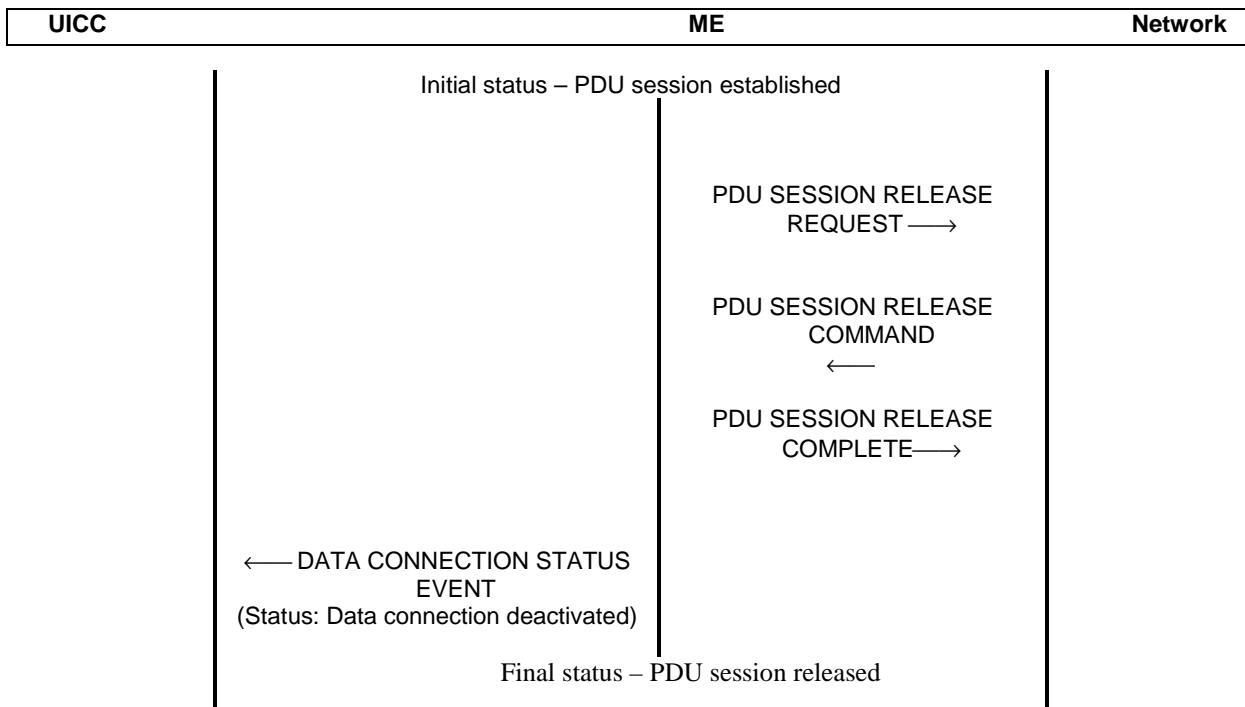 UICC ME Network
Initial status – PDU session established
PDU SESSION RELEASE
REQUEST ⟶
PDU SESSION RELEASE
COMMAND
⟵
PDU SESSION RELEASE
COMPLETE⟶
⟵ DATA CONNECTION STATUS
EVENT
(Status: Data connection deactivated)
Final status – PDU session released